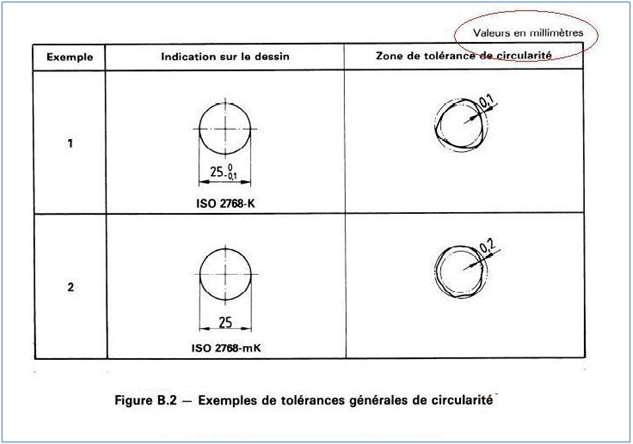 Valeurs en millimètres
Exemple Indication sur le dessin Zone de tolérance de circularité
1
25 0 -0,1
ISO 2768-K
0,1
2
25
ISO 2768-mK
0,2
Figure B.2 — Exemples de tolérances générales de circularité